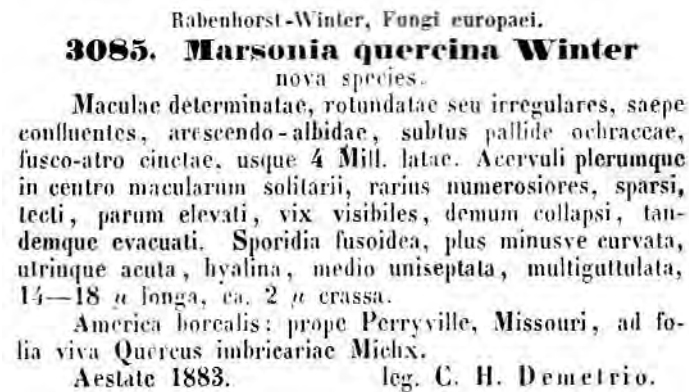 Rabenhorst-Winter, Fungi europaei.
3085. Marsonia quercina Winter
nova species.
Maculae determinatae, rotundatae seu irregulares, saepe
confluentes, arescendo-albidae, subtus pallide ochraceae,
fusco-atro cinctae, usque 4 Mill. latae. Acervuli plerumque
in centro macularum solitarii, rarius numerosiores, sparsi,
tecti, parum elevati, vix visibiles, demum collapsi, tan-
demque evacuati. Sporidia fusoidea, plus minusve curvata,
utrinque acuta, hyalina, medio uniseptata, multiguttulata,
14—18 µ longa, ca. 2 µ crassa.
America borealis: prope Perryville, Missouri, ad fo-
lia viva Quercus imbricariae Michx.
Aestate 1883. leg. C. H. Demetrio.